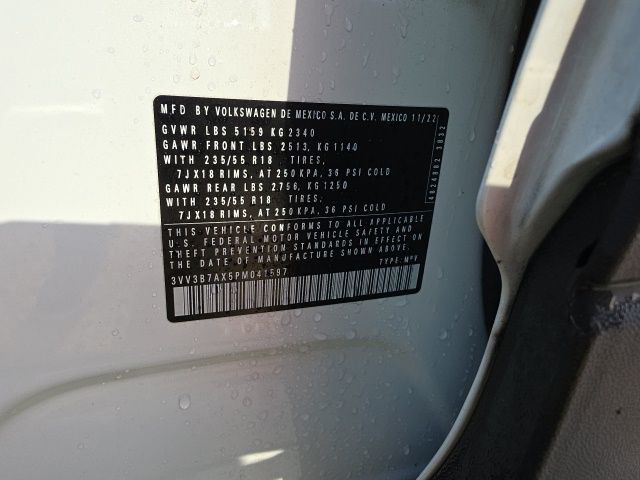 MFD BY VOLKSWAGEN DE MEXICO S.A. DE C.V. MEXICO 11/22
GVWR LBS 5159 KG 2340
GAWR FRONT LBS 2513, KG 1140
WITH 235/55 R18 TIRES,
7JX18 RIMS, AT 250 KPA, 36 PSI COLD
GAWR REAR LBS 2756, KG 1250
WITH 235/55 R18 TIRES,
7JX18 RIMS, AT 250 KPA, 36 PSI COLD
THIS VEHICLE CONFORMS TO ALL APPLICABLE
U.S. FEDERAL MOTOR VEHICLE SAFETY AND
THEFT PREVENTION STANDARDS IN EFFECT ON
THE DATE OF MANUFACTURE SHOWN ABOVE.
3VV3B7AX5PM041597 TYPE: MPV